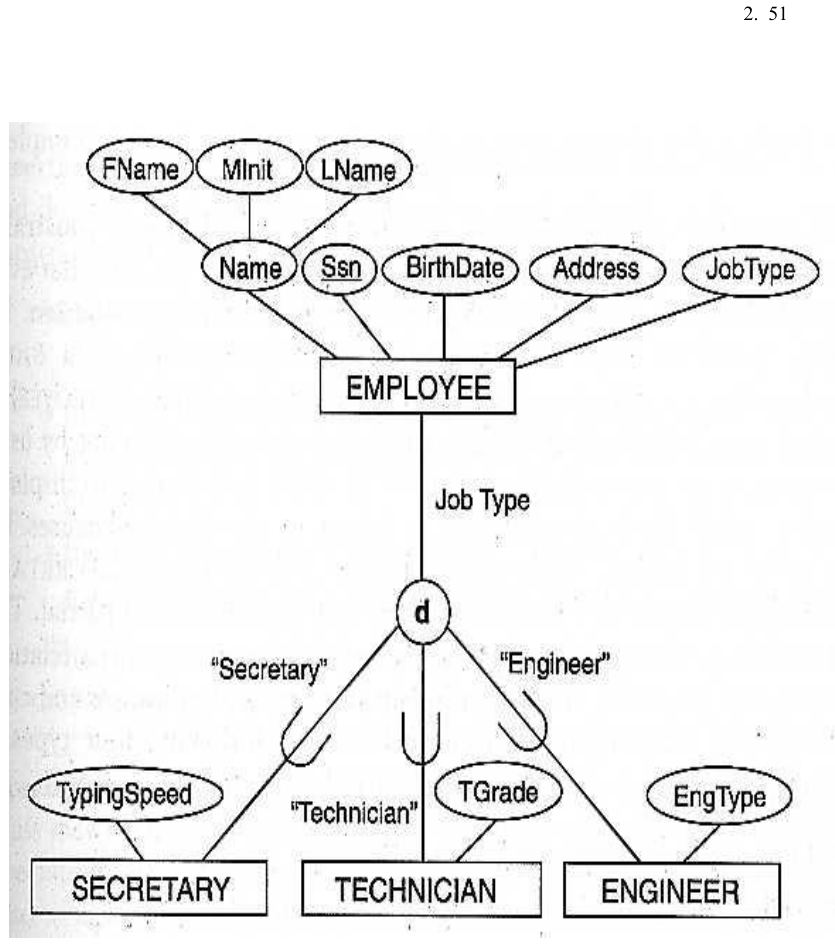 2. 51
FName MInit LName
Name Ssn BirthDate Address JobType
EMPLOYEE
Job Type
d
“Secretary” “Engineer”
TypingSpeed “Technician” TGrade EngType
SECRETARY TECHNICIAN ENGINEER